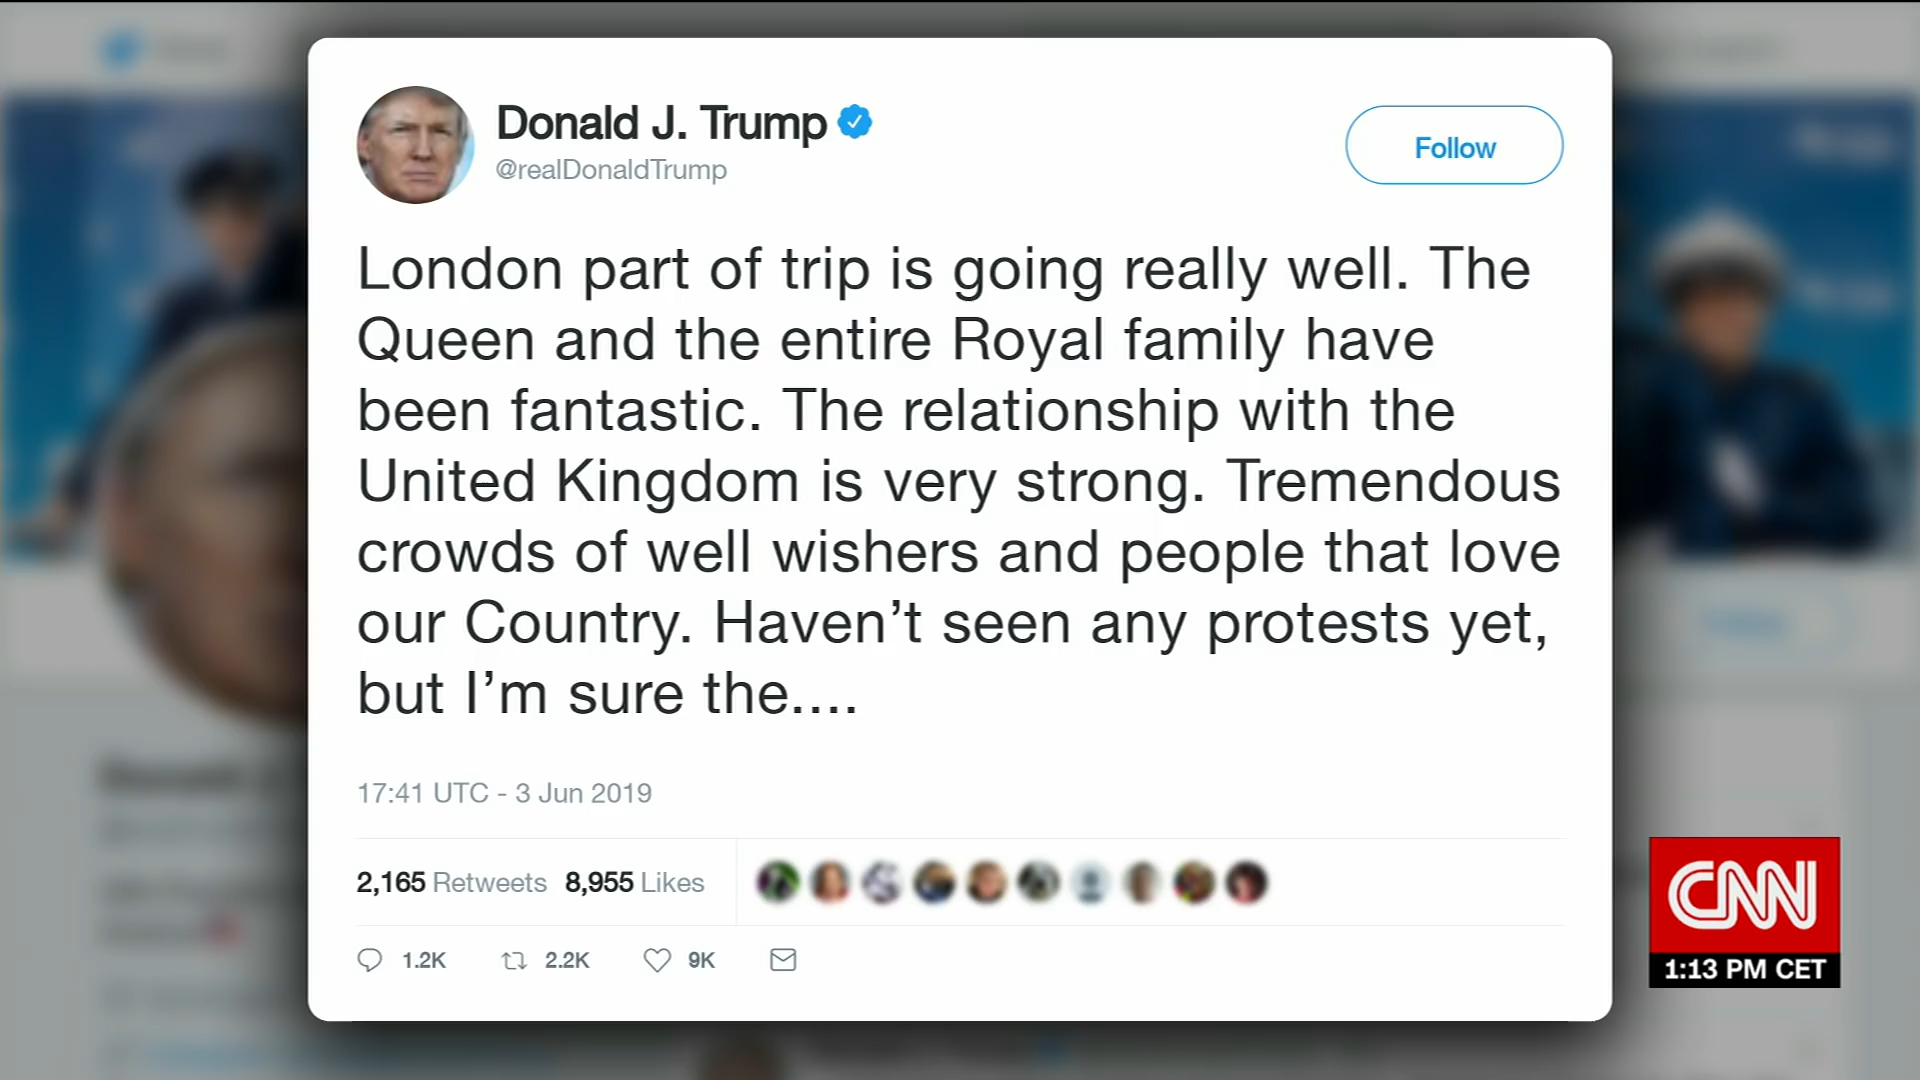 Donald J. Trump
@realDonaldTrump
Follow
London part of trip is going really well. The
Queen and the entire Royal family have
been fantastic. The relationship with the
United Kingdom is very strong. Tremendous
crowds of well wishers and people that love
our Country. Haven’t seen any protests yet,
but I’m sure the....
17:41 UTC - 3 Jun 2019
2,165 Retweets 8,955 Likes
1.2K 2.2K 9K
CNN
1:13 PM CET